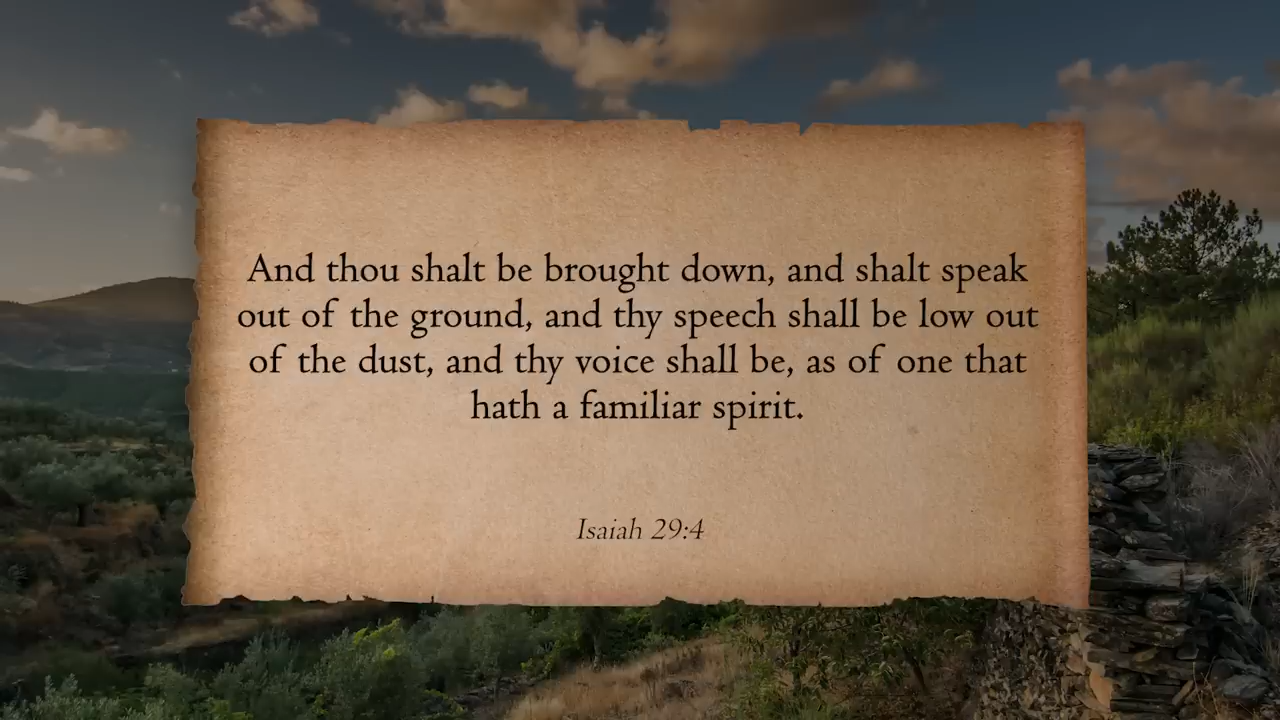 And thou shalt be brought down, and shalt speak
out of the ground, and thy speech shall be low out
of the dust, and thy voice shall be, as of one that
hath a familiar spirit.
Isaiah 29:4